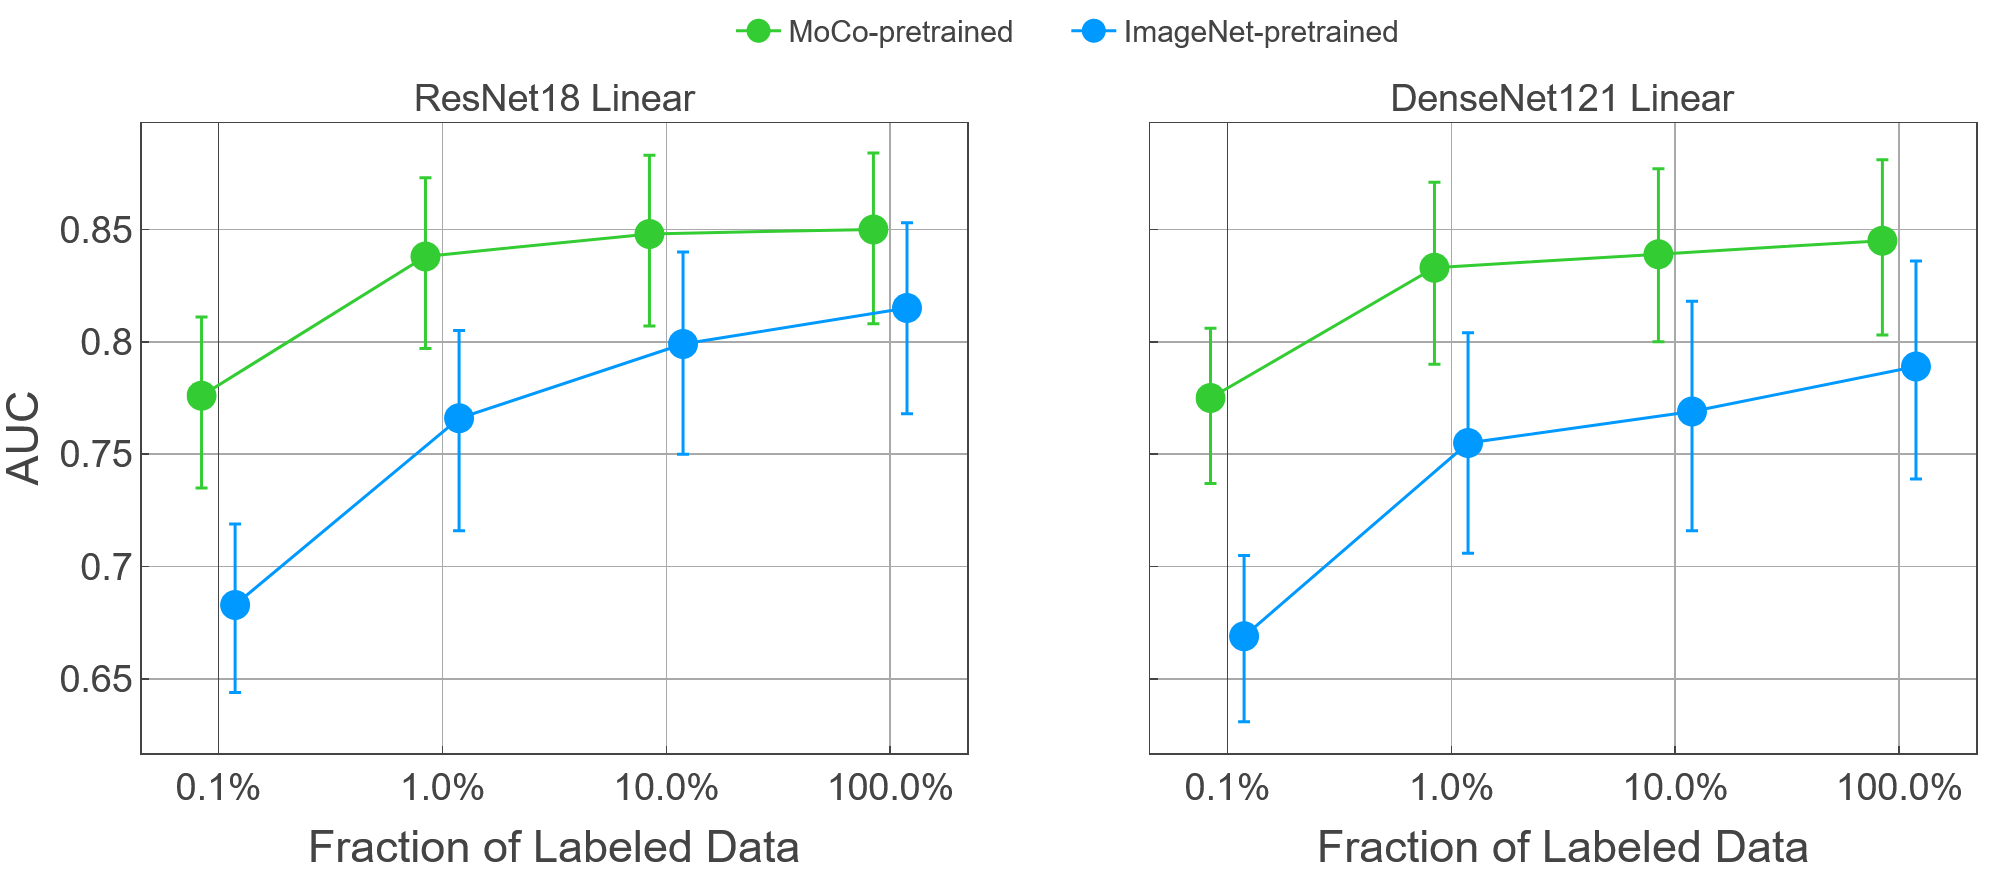 MoCo-pretrained ImageNet-pretrained
ResNet18 Linear
DenseNet121 Linear
AUC
0.85
0.8
0.75
0.7
0.65
0.1% 1.0% 10.0% 100.0%
0.1% 1.0% 10.0% 100.0%
Fraction of Labeled Data
Fraction of Labeled Data